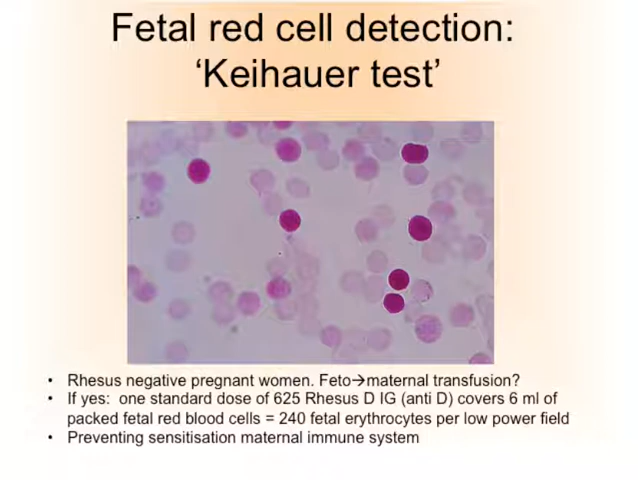 Fetal red cell detection:
‘Keihauer test’
• Rhesus negative pregnant women. Feto→maternal transfusion?
• If yes: one standard dose of 625 Rhesus D IG (anti D) covers 6 ml of
packed fetal red blood cells = 240 fetal erythrocytes per low power field
• Preventing sensitisation maternal immune system